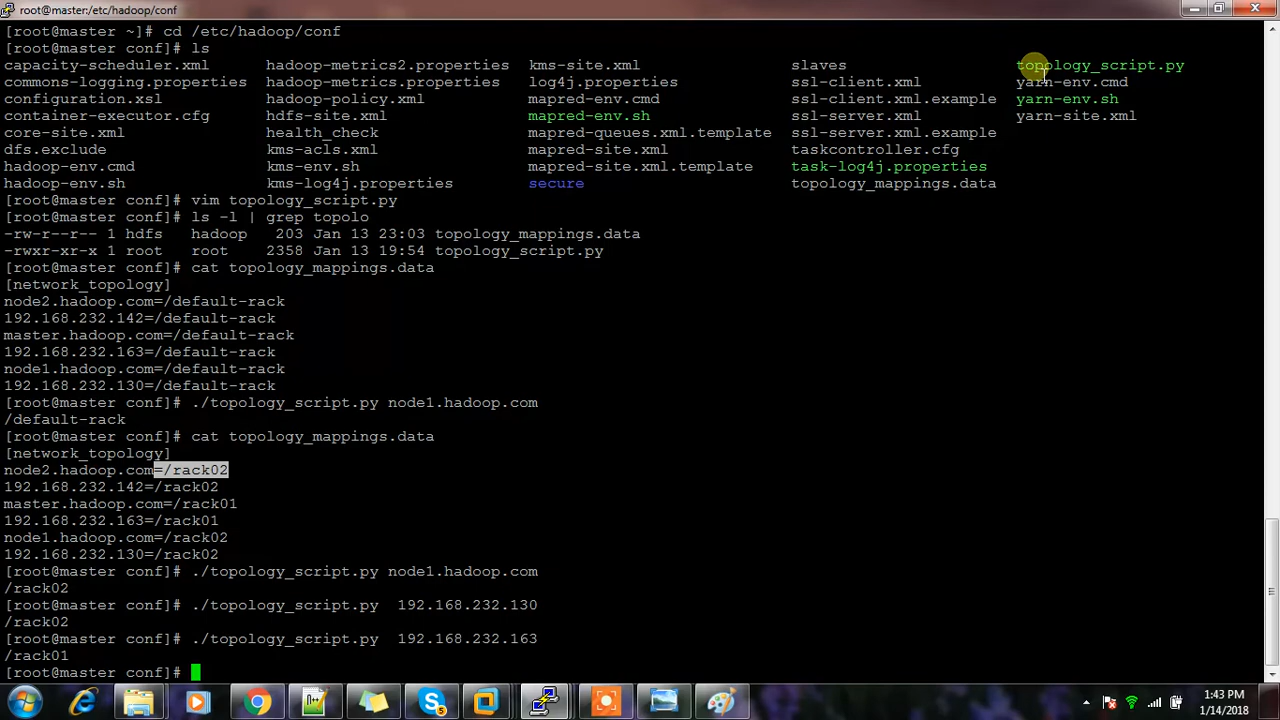 root@master:/etc/hadoop/conf
[root@master ~]# cd /etc/hadoop/conf
[root@master conf]# ls
capacity-scheduler.xml hadoop-metrics2.properties kms-site.xml slaves topology_script.py
commons-logging.properties hadoop-metrics.properties log4j.properties ssl-client.xml yarn-env.cmd
configuration.xsl hadoop-policy.xml mapred-env.cmd ssl-client.xml.example yarn-env.sh
container-executor.cfg hdfs-site.xml mapred-env.sh ssl-server.xml yarn-site.xml
core-site.xml health_check mapred-queues.xml.template ssl-server.xml.example
dfs.exclude kms-acls.xml mapred-site.xml taskcontroller.cfg
hadoop-env.cmd kms-env.sh mapred-site.xml.template task-log4j.properties
hadoop-env.sh kms-log4j.properties secure topology_mappings.data
[root@master conf]# vim topology_script.py
[root@master conf]# ls -l | grep topolo
-rw-r--r-- 1 hdfs hadoop 203 Jan 13 23:03 topology_mappings.data
-rwxr-xr-x 1 root root 2358 Jan 13 19:54 topology_script.py
[root@master conf]# cat topology_mappings.data
[network_topology]
node2.hadoop.com=/default-rack
192.168.232.142=/default-rack
master.hadoop.com=/default-rack
192.168.232.163=/default-rack
node1.hadoop.com=/default-rack
192.168.232.130=/default-rack
[root@master conf]# ./topology_script.py node1.hadoop.com
/default-rack
[root@master conf]# cat topology_mappings.data
[network_topology]
node2.hadoop.com=/rack02
192.168.232.142=/rack02
master.hadoop.com=/rack01
192.168.232.163=/rack01
node1.hadoop.com=/rack02
192.168.232.130=/rack02
[root@master conf]# ./topology_script.py node1.hadoop.com
/rack02
[root@master conf]# ./topology_script.py 192.168.232.130
/rack02
[root@master conf]# ./topology_script.py 192.168.232.163
/rack01
[root@master conf]#
1:43 PM
1/14/2018